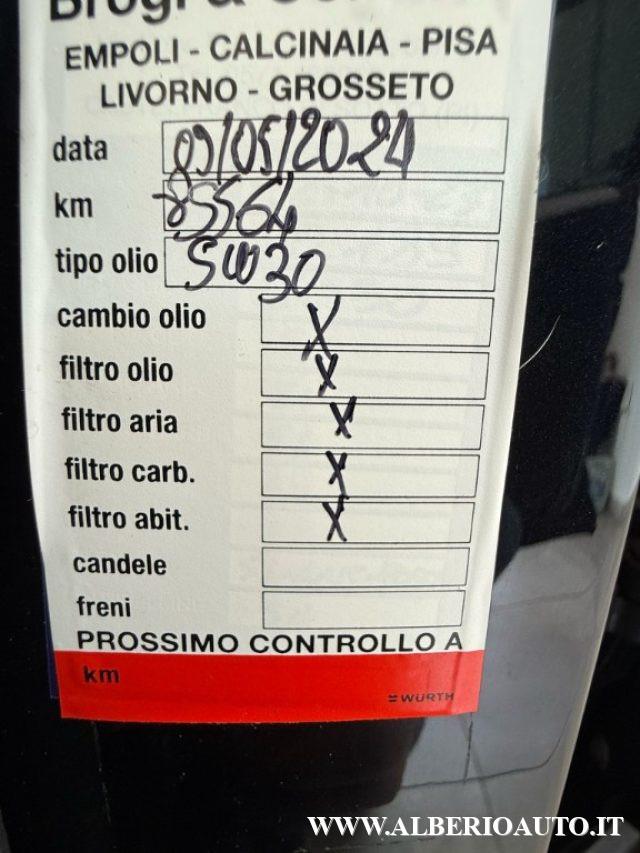 EMPOLI - CALCINAIA - PISA
LIVORNO - GROSSETO
data 09/05/2024
km 85564
tipo olio 5W30
cambio olio X
filtro olio X
filtro aria X
filtro carb. X
filtro abit. X
candele
freni
PROSSIMO CONTROLLO A
km
WÜRTH
WWW.ALBERIOAUTO.IT